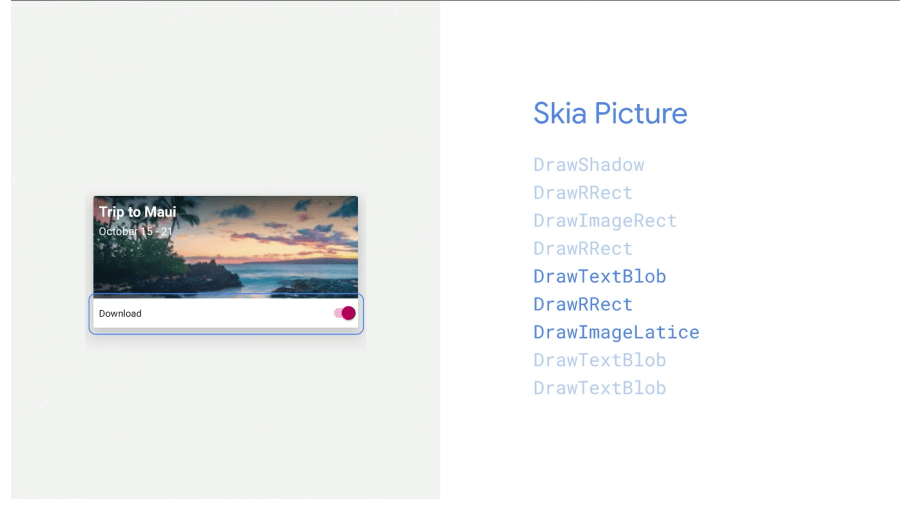 Trip to Maui
October 15 - 21
Download
Skia Picture
DrawShadow
DrawRRect
DrawImageRect
DrawRRect
DrawTextBlob
DrawRRect
DrawImageLatice
DrawTextBlob
DrawTextBlob